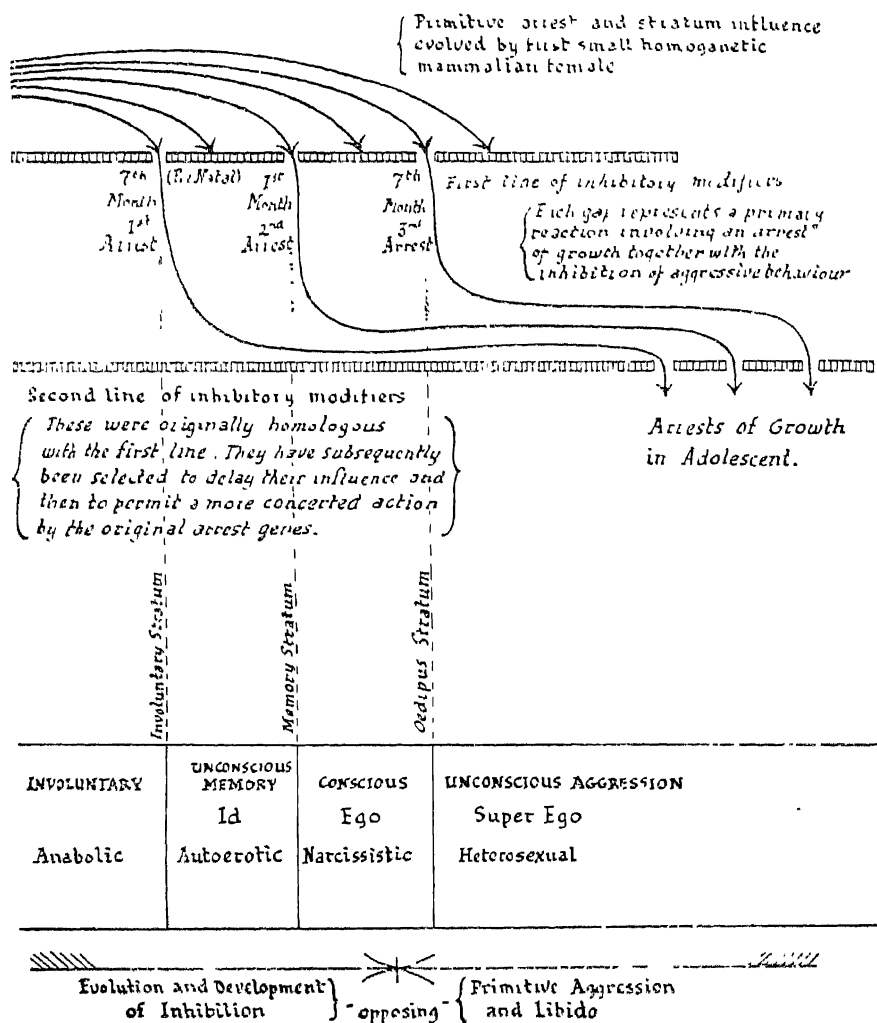 Primitive arrest and stratum influence
evolved by first small homoganetic
mammalian female
7th (Pre Natal) 1st 7th First line of inhibitory modifiers
Month Month Month
1st 2nd 3rd
Arrest Arrest Arrest
Each gap represents a primary
reaction involving an arrest
of growth together with the
inhibition of aggressive behaviour
Second line of inhibitory modifiers
These were originally homologous
with the first line. They have subsequently
been selected to delay their influence and
then to permit a more concerted action
by the original arrest genes.
Arrests of Growth
in Adolescent.
Involuntary Stratum
Memory Stratum
Oedipus Stratum
INVOLUNTARY
Anabolic
UNCONSCIOUS
MEMORY
Id
Autoerotic
CONSCIOUS
Ego
Narcissistic
UNCONSCIOUS AGGRESSION
Super Ego
Heterosexual
Evolution and Development
of Inhibition
"opposing"
Primitive Aggression
and Libido